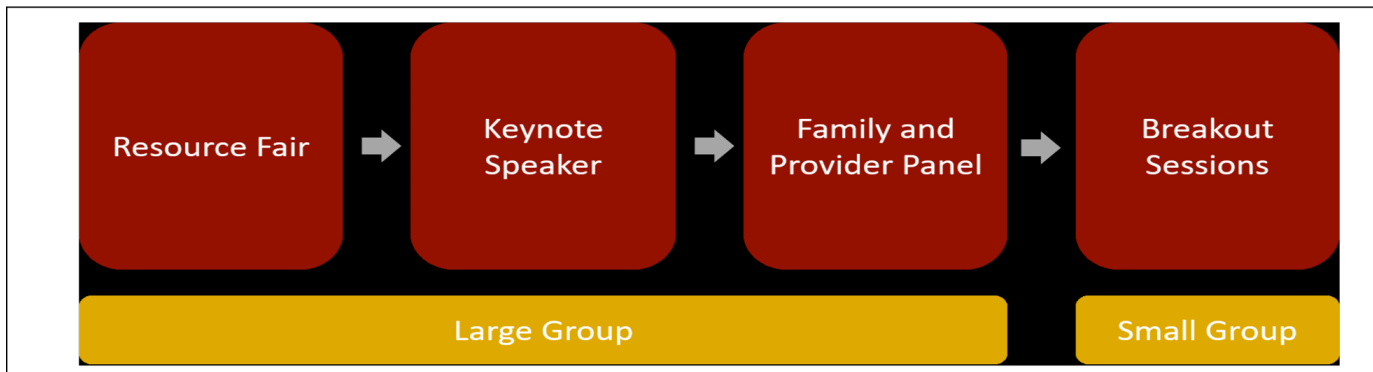 Resource Fair
Keynote
Speaker
Family and
Provider Panel
Breakout
Sessions
Large Group
Small Group